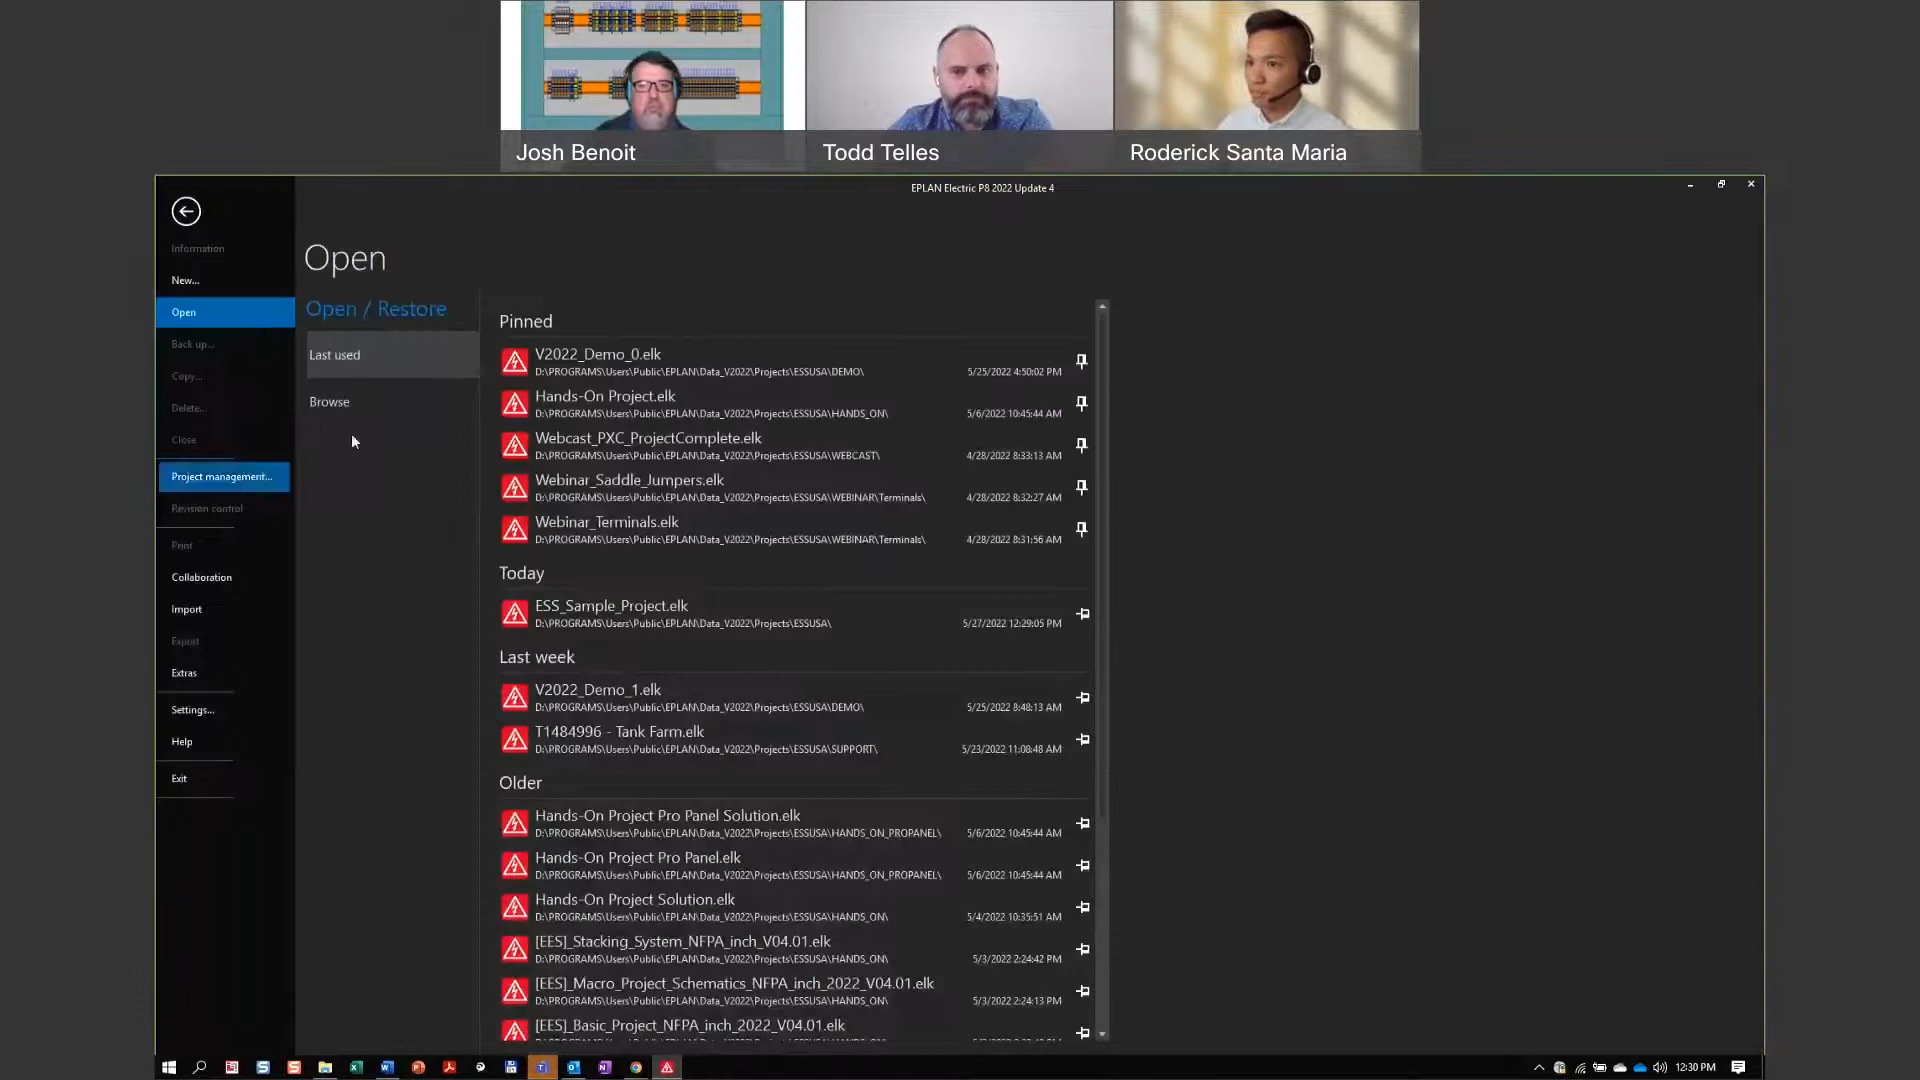 Josh Benoit
Todd Telles
Roderick Santa Maria
EPLAN Electric P8 2022 Update 4
Information
New...
Open
Back up...
Copy...
Delete...
Close
Project management...
Revision control
Print
Collaboration
Import
Export
Extras
Settings...
Help
Exit
Open
Open / Restore
Last used
Browse
Pinned
V2022_Demo_0.elk
D:\PROGRAMS\Users\Public\EPLAN\Data_V2022\Projects\ESSUSA\DEMO\ 5/25/2022 4:50:02 PM
Hands-On Project.elk
D:\PROGRAMS\Users\Public\EPLAN\Data_V2022\Projects\ESSUSA\HANDS_ON\ 5/6/2022 10:45:44 AM
Webcast_PXC_ProjectComplete.elk
D:\PROGRAMS\Users\Public\EPLAN\Data_V2022\Projects\ESSUSA\WEBCAST\ 4/28/2022 8:33:13 AM
Webinar_Saddle_Jumpers.elk
D:\PROGRAMS\Users\Public\EPLAN\Data_V2022\Projects\ESSUSA\WEBINAR\Terminals\ 4/28/2022 8:32:27 AM
Webinar_Terminals.elk
D:\PROGRAMS\Users\Public\EPLAN\Data_V2022\Projects\ESSUSA\WEBINAR\Terminals\ 4/28/2022 8:31:56 AM
Today
ESS_Sample_Project.elk
D:\PROGRAMS\Users\Public\EPLAN\Data_V2022\Projects\ESSUSA\ 5/27/2022 12:29:05 PM
Last week
V2022_Demo_1.elk
D:\PROGRAMS\Users\Public\EPLAN\Data_V2022\Projects\ESSUSA\DEMO\ 5/25/2022 8:48:13 AM
T1484996 - Tank Farm.elk
D:\PROGRAMS\Users\Public\EPLAN\Data_V2022\Projects\ESSUSA\SUPPORT\ 5/23/2022 11:08:48 AM
Older
Hands-On Project Pro Panel Solution.elk
D:\PROGRAMS\Users\Public\EPLAN\Data_V2022\Projects\ESSUSA\HANDS_ON_PROPANEL\ 5/6/2022 10:45:44 AM
Hands-On Project Pro Panel.elk
D:\PROGRAMS\Users\Public\EPLAN\Data_V2022\Projects\ESSUSA\HANDS_ON_PROPANEL\ 5/6/2022 10:45:44 AM
Hands-On Project Solution.elk
D:\PROGRAMS\Users\Public\EPLAN\Data_V2022\Projects\ESSUSA\HANDS_ON\ 5/4/2022 10:35:51 AM
[EES]_Stacking_System_NFPA_inch_V04.01.elk
D:\PROGRAMS\Users\Public\EPLAN\Data_V2022\Projects\ESSUSA\HANDS_ON\ 5/3/2022 2:24:42 PM
[EES]_Macro_Project_Schematics_NFPA_inch_2022_V04.01.elk
D:\PROGRAMS\Users\Public\EPLAN\Data_V2022\Projects\ESSUSA\HANDS_ON\ 5/3/2022 2:24:13 PM
[EES]_Basic_Project_NFPA_inch_2022_V04.01.elk
12:30 PM